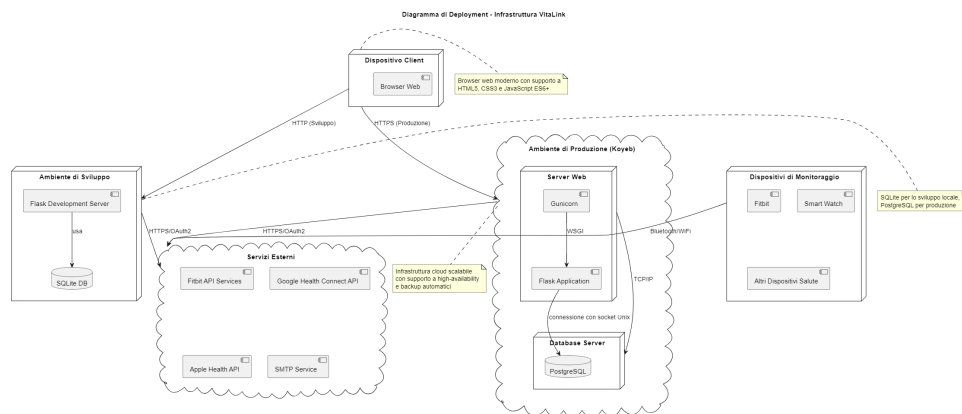 Diagramma di Deployment - Infrastruttura VitaLink
Dispositivo Client
Browser Web
Browser web moderno con supporto a
HTML5, CSS3 e JavaScript ES6+
HTTP (Sviluppo)
HTTPS (Produzione)
Ambiente di Sviluppo
Flask Development Server
usa
SQLite DB
HTTPS/OAuth2
Ambiente di Produzione (Koyeb)
Server Web
Gunicorn
WSGI
Flask Application
connessione con socket Unix
TCP/IP
Database Server
PostgreSQL
Dispositivi di Monitoraggio
Fitbit
Smart Watch
Altri Dispositivi Salute
SQLite per lo sviluppo locale,
PostgreSQL per produzione
HTTPS/OAuth2
Bluetooth/WiFi
Servizi Esterni
Fitbit API Services
Google Health Connect API
Apple Health API
SMTP Service
Infrastruttura cloud scalabile
con supporto a high-availability
e backup automatici